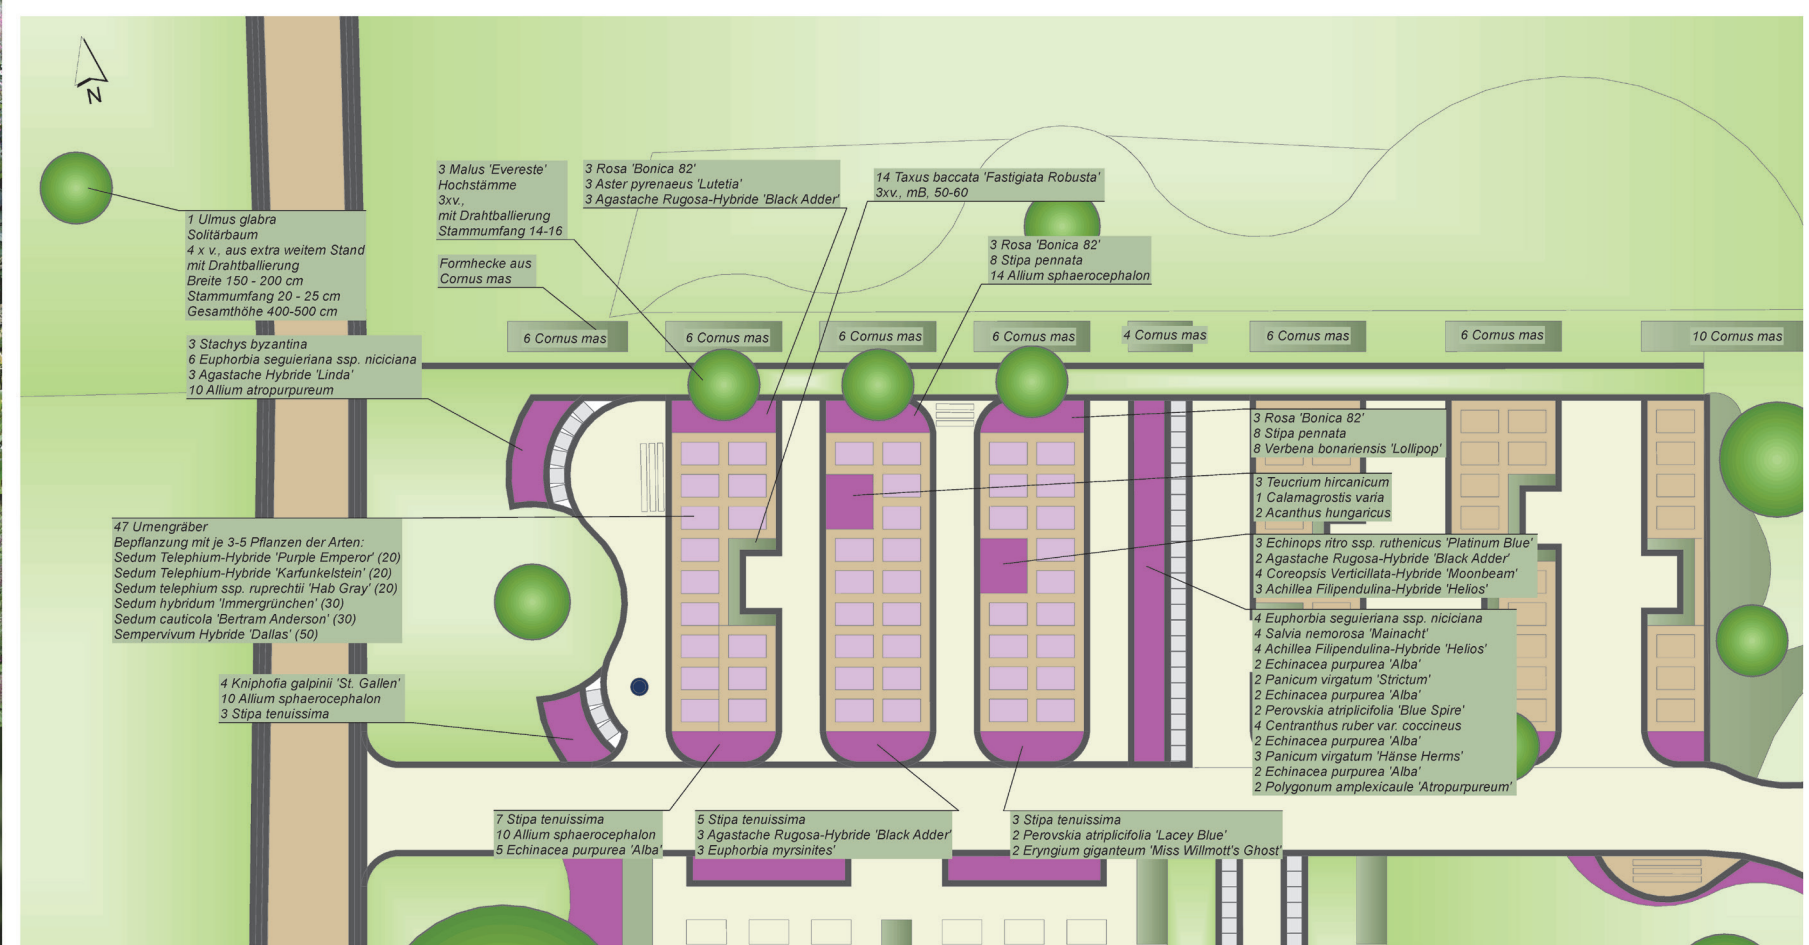 N
3 Malus 'Evereste'
Hochstämme
3xv.,
mit Drahtballierung
Stammumfang 14-16
3 Rosa 'Bonica 82'
3 Aster pyrenaeus 'Lutetia'
3 Agastache Rugosa-Hybride 'Black Adder'
14 Taxus baccata 'Fastigiata Robusta'
3xv., mB, 50-60
1 Ulmus glabra
Solitärbaum
4 x v., aus extra weitem Stand
mit Drahtballierung
Breite 150 - 200 cm
Stammumfang 20 - 25 cm
Gesamthöhe 400-500 cm
Formhecke aus
Cornus mas
3 Rosa 'Bonica 82'
8 Stipa pennata
14 Allium sphaerocephalon
6 Cornus mas
6 Cornus mas
6 Cornus mas
6 Cornus mas
4 Cornus mas
6 Cornus mas
6 Cornus mas
10 Cornus mas
3 Stachys byzantina
6 Euphorbia seguieriana ssp. niciciana
3 Agastache Hybride 'Linda'
10 Allium atropurpureum
3 Rosa 'Bonica 82'
8 Stipa pennata
8 Verbena bonariensis 'Lollipop'
3 Teucrium hircanicum
1 Calamagrostis varia
2 Acanthus hungaricus
47 Urnengräber
Bepflanzung mit je 3-5 Pflanzen der Arten:
Sedum Telephium-Hybride 'Purple Emperor' (20)
Sedum Telephium-Hybride 'Karfunkelstein' (20)
Sedum telephium ssp. ruprechtii 'Hab Gray' (20)
Sedum hybridum 'Immergrünchen' (30)
Sedum cauticola 'Bertram Anderson' (30)
Sempervivum Hybride 'Dallas' (50)
3 Echinops ritro ssp. ruthenicus 'Platinum Blue'
2 Agastache Rugosa-Hybride 'Black Adder'
4 Coreopsis Verticillata-Hybride 'Moonbeam'
3 Achillea Filipendulina-Hybride 'Helios'
4 Euphorbia seguieriana ssp. niciciana
4 Salvia nemorosa 'Mainacht'
4 Achillea Filipendulina-Hybride 'Helios'
2 Echinacea purpurea 'Alba'
2 Panicum virgatum 'Strictum'
2 Echinacea purpurea 'Alba'
2 Perovskia atriplicifolia 'Blue Spire'
4 Centranthus ruber var. coccineus
2 Echinacea purpurea 'Alba'
3 Panicum virgatum 'Hänse Herms'
2 Echinacea purpurea 'Alba'
2 Polygonum amplexicaule 'Atropurpureum'
4 Kniphofia galpinii 'St. Gallen'
10 Allium sphaerocephalon
3 Stipa tenuissima
7 Stipa tenuissima
10 Allium sphaerocephalon
5 Echinacea purpurea 'Alba'
5 Stipa tenuissima
3 Agastache Rugosa-Hybride 'Black Adder'
3 Euphorbia myrsinites'
3 Stipa tenuissima
2 Perovskia atriplicifolia 'Lacey Blue'
2 Eryngium giganteum 'Miss Willmott's Ghost'